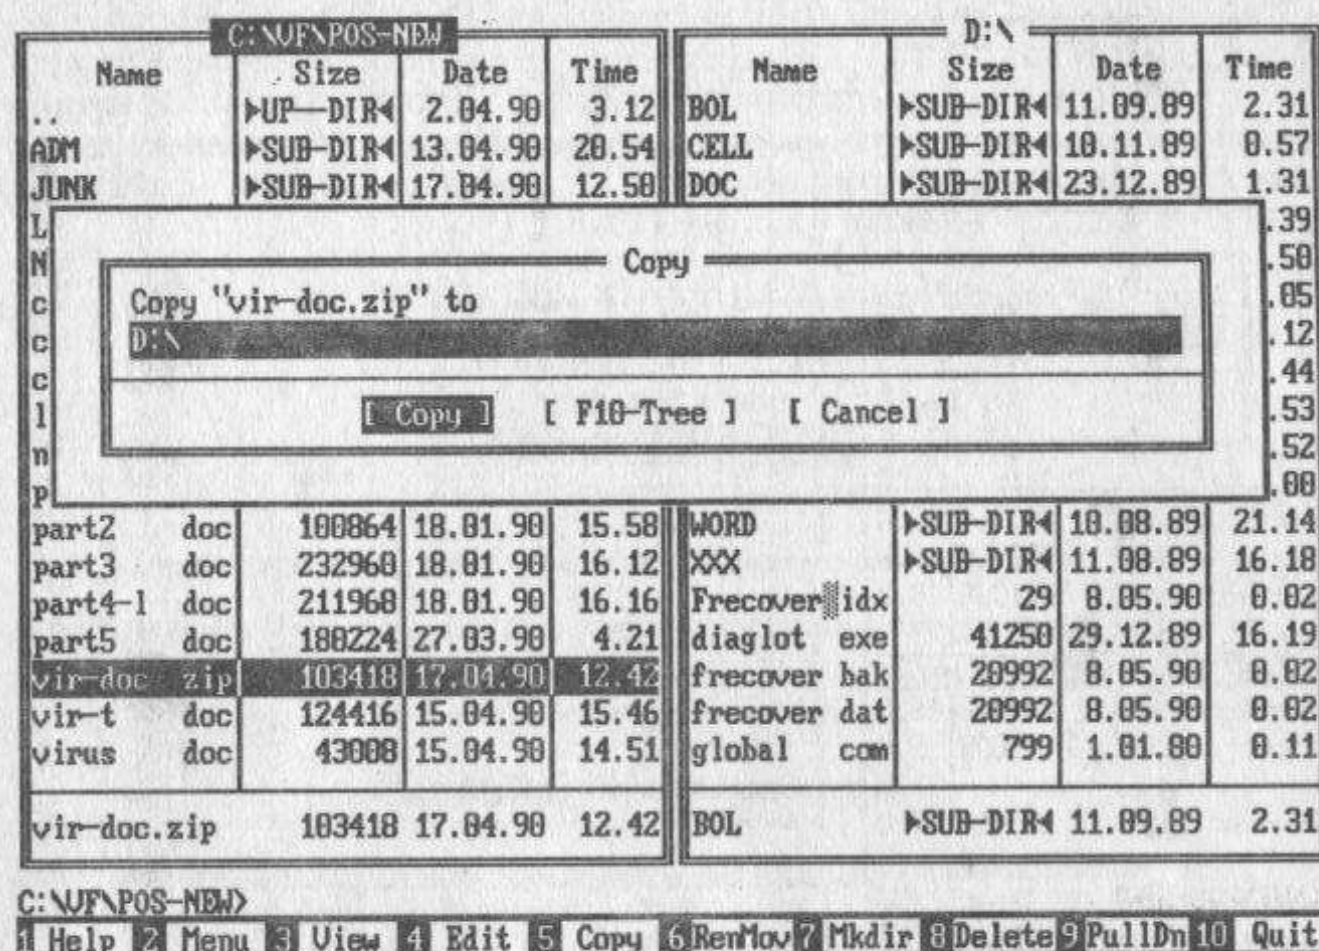 C:\VF\POS-NEW D:\
Name Size Date Time Name Size Date Time
.. ►UP--DIR◄ 2.04.90 3.12 BOL ►SUB-DIR◄ 11.09.89 2.31
ADM ►SUB-DIR◄ 13.04.90 20.54 CELL ►SUB-DIR◄ 10.11.89 0.57
JUNK ►SUB-DIR◄ 17.04.90 12.50 DOC ►SUB-DIR◄ 23.12.89 1.31
L .39
N Copy .50
c Copy "vir-doc.zip" to .05
c D:\ .12
c .44
l [ Copy ] [ F10-Tree ] [ Cancel ] .53
n .52
p .00
part2 doc 100864 18.01.90 15.58 WORD ►SUB-DIR◄ 10.08.89 21.14
part3 doc 232960 18.01.90 16.12 XXX ►SUB-DIR◄ 11.08.89 16.18
part4-1 doc 211968 18.01.90 16.16 Frecover▒idx 29 8.05.90 0.02
part5 doc 180224 27.03.90 4.21 diaglot exe 41250 29.12.89 16.19
vir-doc zip 103418 17.04.90 12.42 frecover bak 20992 8.05.90 0.02
vir-t doc 124416 15.04.90 15.46 frecover dat 20992 8.05.90 0.02
virus doc 43008 15.04.90 14.51 global com 799 1.01.80 0.11
vir-doc.zip 103418 17.04.90 12.42 BOL ►SUB-DIR◄ 11.09.89 2.31
C:\VF\POS-NEW>
1 Help 2 Menu 3 View 4 Edit 5 Copy 6 RenMov 7 Mkdir 8 Delete 9 PullDn 10 Quit